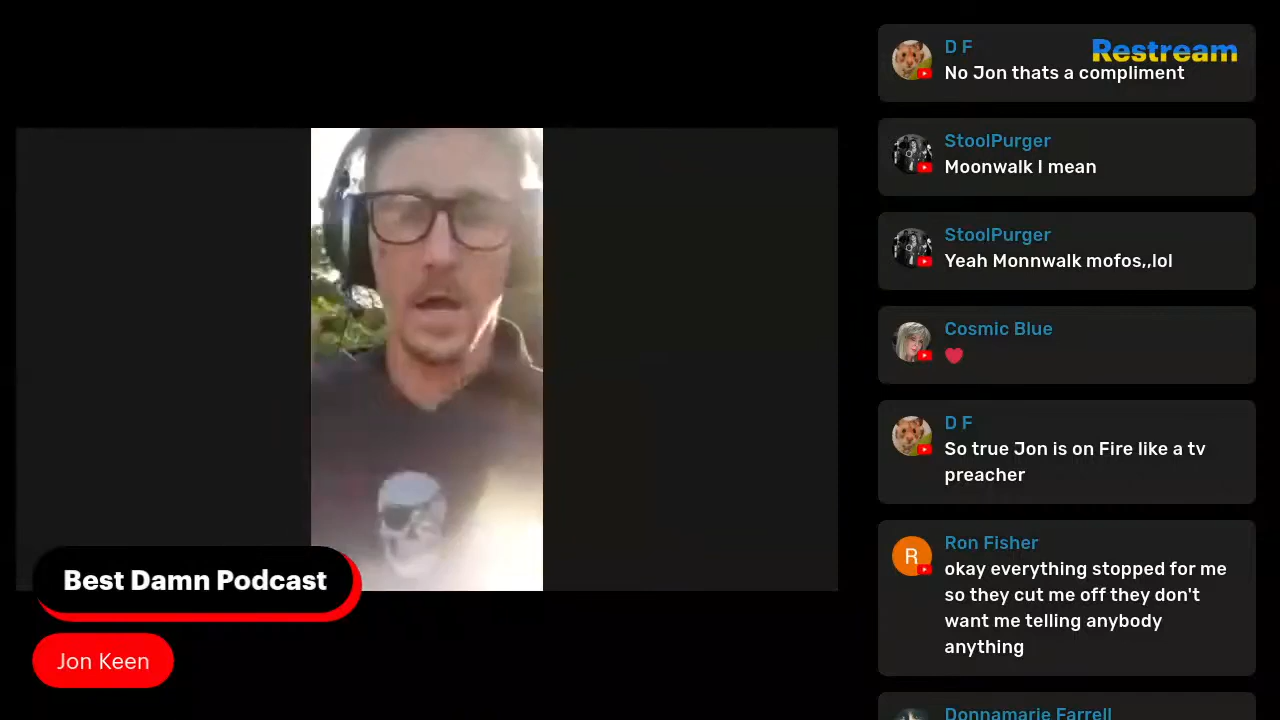 D F
Restream
No Jon thats a compliment
StoolPurger
Moonwalk I mean
StoolPurger
Yeah Monnwalk mofos,,lol
Cosmic Blue
D F
So true Jon is on Fire like a tv
preacher
R
Ron Fisher
okay everything stopped for me
so they cut me off they don't
want me telling anybody
anything
Donnamarie Farrell
Best Damn Podcast
Jon Keen